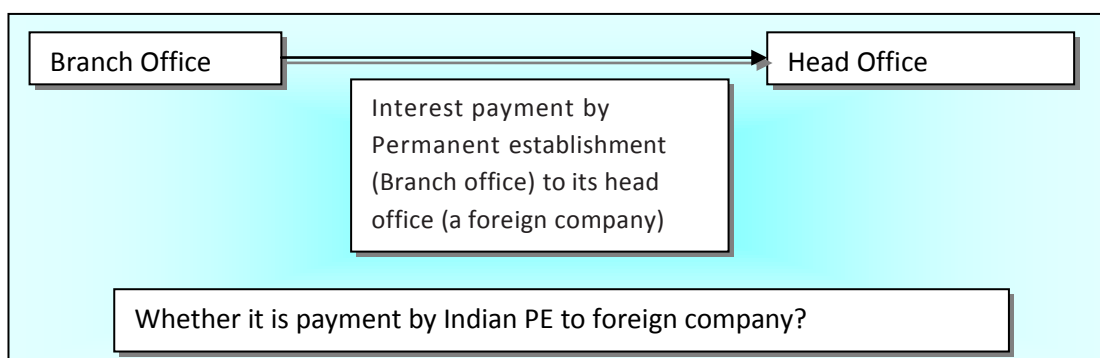 Branch Office
Head Office
Interest payment by
Permanent establishment
(Branch office) to its head
office (a foreign company)
Whether it is payment by Indian PE to foreign company?